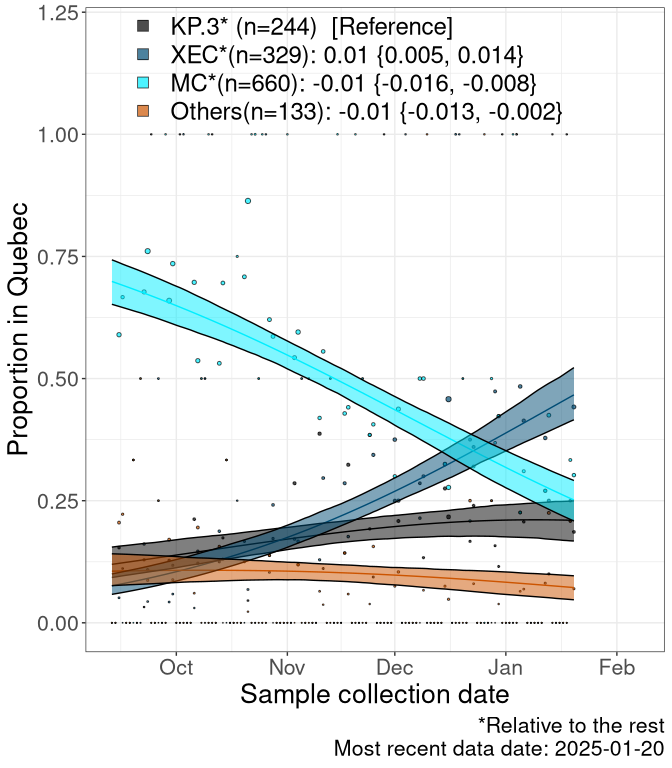 KP.3* (n=244)  [Reference]
XEC*(n=329): 0.01 {0.005, 0.014}
MC*(n=660): -0.01 {-0.016, -0.008}
Others(n=133): -0.01 {-0.013, -0.002}
1.25
1.00
0.75
0.50
0.25
0.00
Proportion in Quebec
Oct Nov Dec Jan Feb
Sample collection date
*Relative to the rest
Most recent data date: 2025-01-20